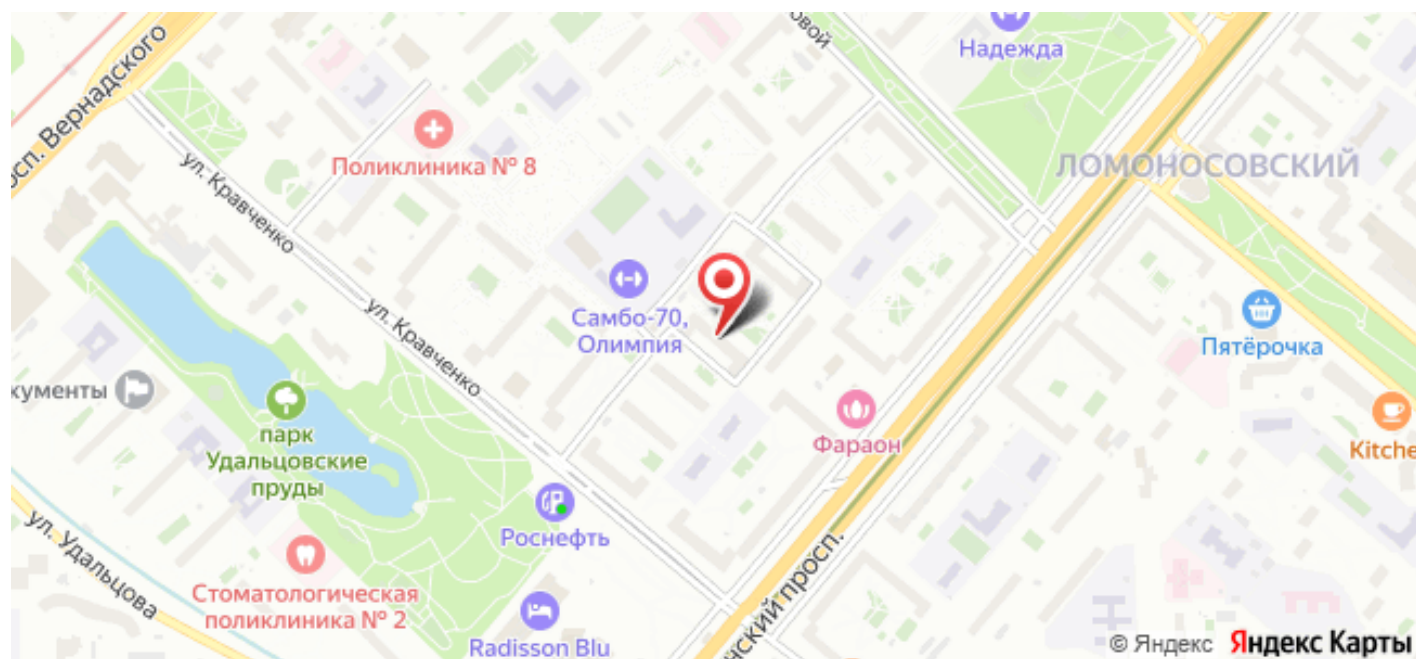 овой
Надежда
осп. Вернадского
Поликлиника № 8
ЛОМОНОСОВСКИЙ
ул. Кравченко
Самбо-70,
Олимпия
ул. Кравченко
Пятёрочка
кументы
парк
Удальцовские
пруды
Фараон
Kitche
Роснефть
ул. Удальцова
Стоматологическая
поликлиника № 2
нский просп.
Radisson Blu
© Яндекс Яндекс Карты